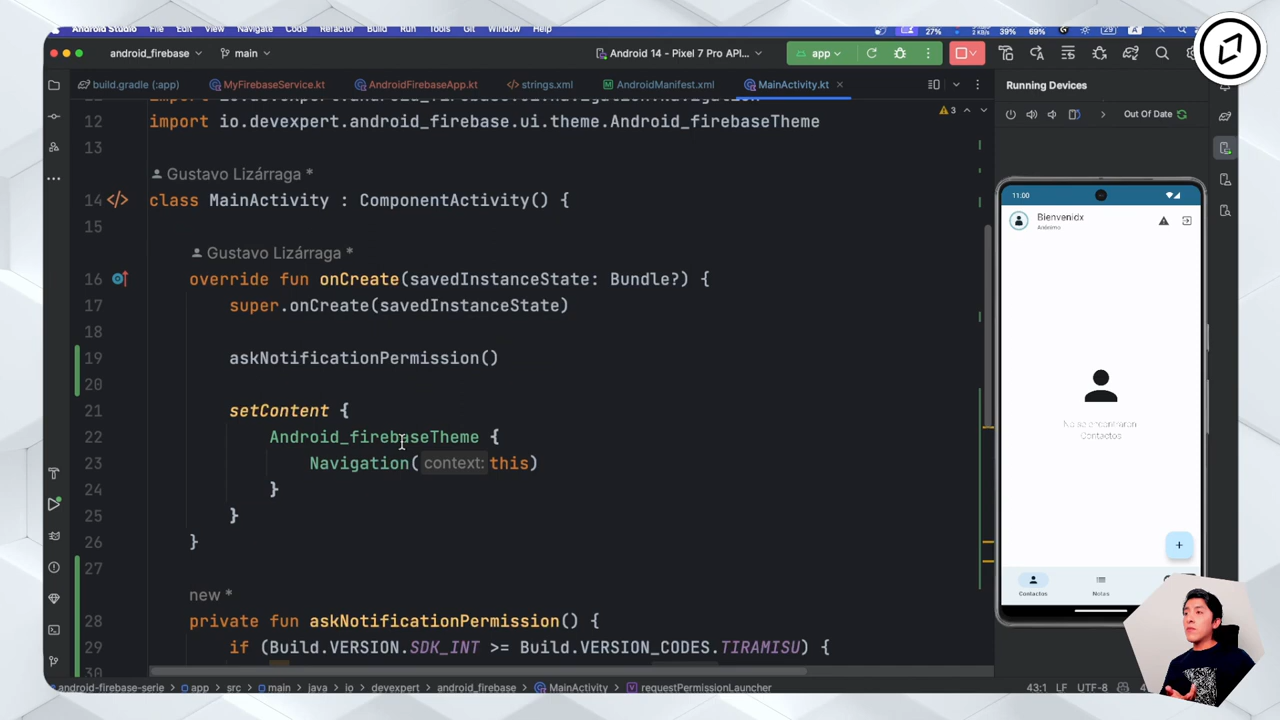 Android Studio File Edit View Navigate Code Refactor Build Run Tools Git Window Help 27% 39% 69%
android_firebase main Android 14 - Pixel 7 Pro API... app
build.gradle (:app) MyFirebaseService.kt AndroidFirebaseApp.kt strings.xml AndroidManifest.xml MainActivity.kt
Running Devices
Out Of Date
3
12 import io.devexpert.android_firebase.ui.theme.Android_firebaseTheme
13
Gustavo Lizárraga *
14 class MainActivity : ComponentActivity() {
15
Gustavo Lizárraga *
16 override fun onCreate(savedInstanceState: Bundle?) {
17 super.onCreate(savedInstanceState)
18
19 askNotificationPermission()
20
21 setContent {
22 Android_firebaseTheme {
23 Navigation( context: this)
24 }
25 }
26 }
27
new *
28 private fun askNotificationPermission() {
29 if (Build.VERSION.SDK_INT >= Build.VERSION_CODES.TIRAMISU) {
30
11:00
Bienvenidx
Anónimo
No se encontraron
Contactos
+
Contactos Notas
android-firebase-serie app src main java io devexpert android_firebase MainActivity requestPermissionLauncher
43:1 LF UTF-8